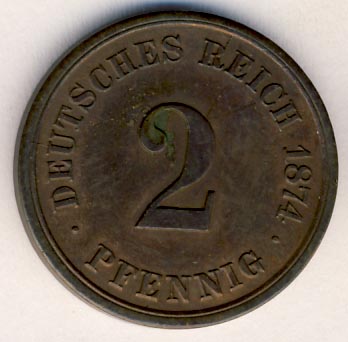 DEUTSCHES REICH 1874.
2
PFENNIG